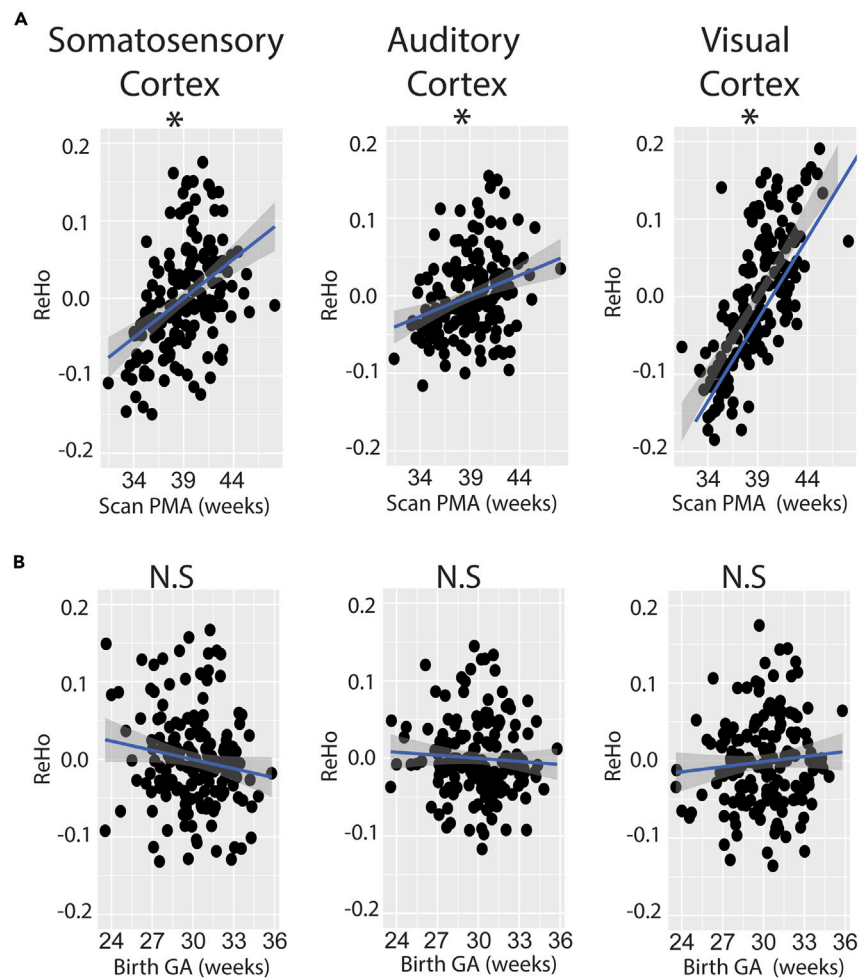 A
Somatosensory
Cortex
*
Auditory
Cortex
*
Visual
Cortex
*
ReHo
0.2
0.1
0.0
-0.1
-0.2
34 39 44
Scan PMA (weeks)
ReHo
0.2
0.1
0.0
-0.1
-0.2
34 39 44
Scan PMA (weeks)
ReHo
0.2
0.1
0.0
-0.1
-0.2
34 39 44
Scan PMA (weeks)
B
N.S
ReHo
0.2
0.1
0.0
-0.1
-0.2
24 27 30 33 36
Birth GA (weeks)
N.S
ReHo
0.2
0.1
0.0
-0.1
-0.2
24 27 30 33 36
Birth GA (weeks)
N.S
ReHo
0.2
0.1
0.0
-0.1
-0.2
24 27 30 33 36
Birth GA (weeks)